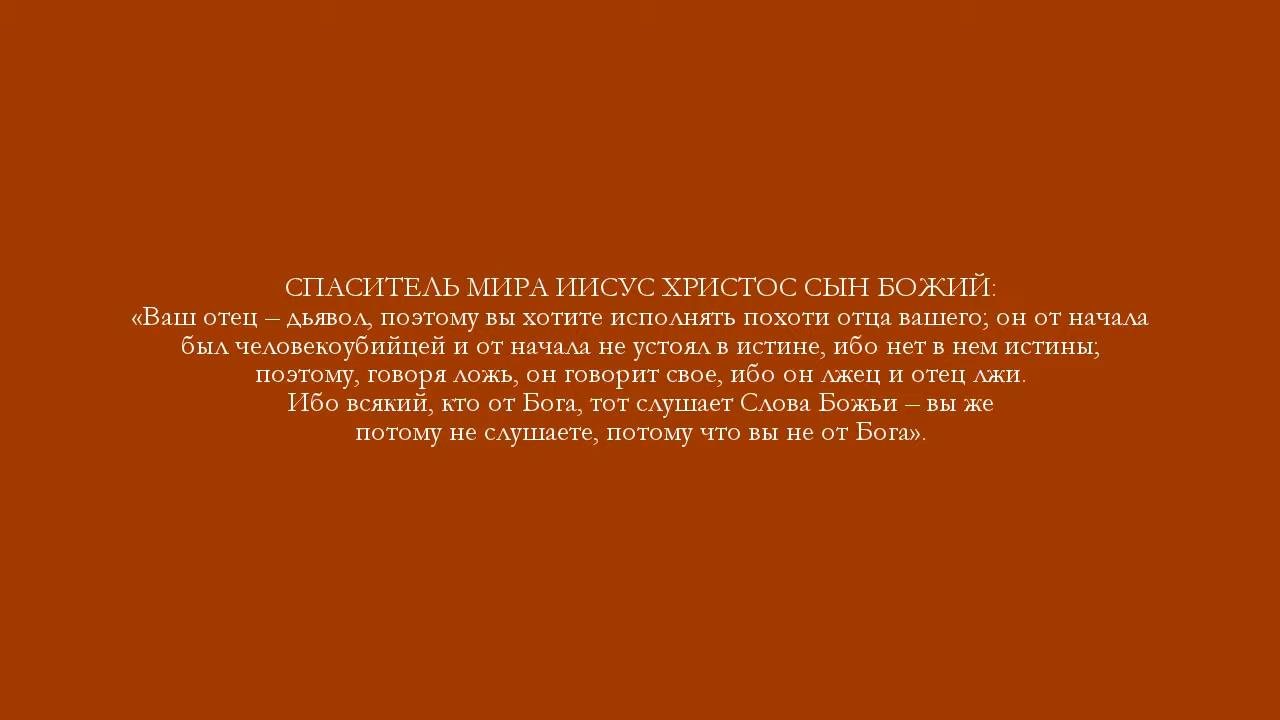 СПАСИТЕЛЬ МИРА ИИСУС ХРИСТОС СЫН БОЖИЙ:
«Ваш отец – дьявол, поэтому вы хотите исполнять похоти отца вашего; он от начала
был человекоубийцей и от начала не устоял в истине, ибо нет в нем истины;
поэтому, говоря ложь, он говорит свое, ибо он лжец и отец лжи.
Ибо всякий, кто от Бога, тот слушает Слова Божьи – вы же
потому не слушаете, потому что вы не от Бога».